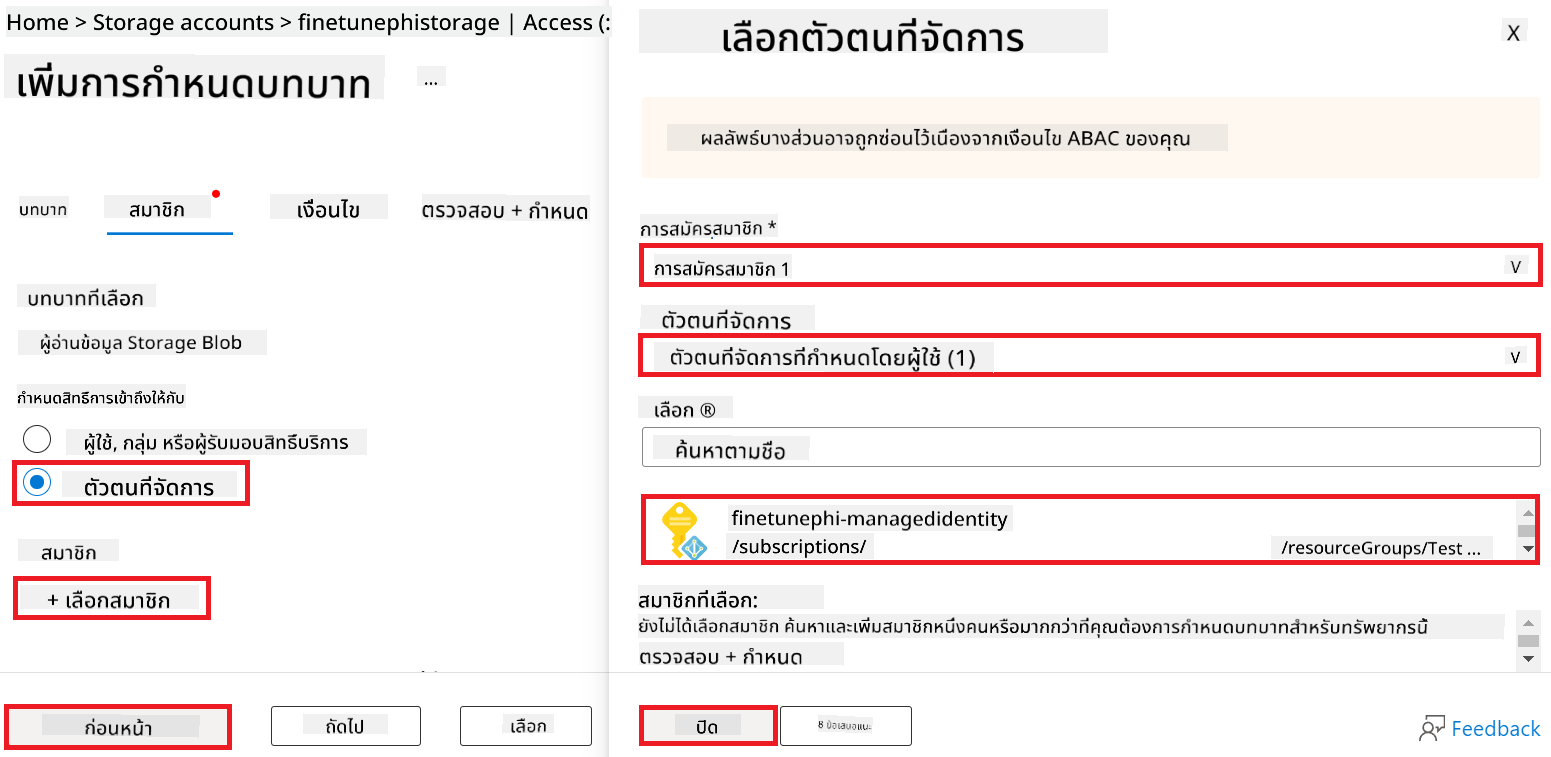 Home > Storage accounts > finetunephistorage | Access (:
เพิ่มการกำหนดบทบาท
...
บทบาท
สมาชิก
เงื่อนไข
ตรวจสอบ + กำหนด
บทบาทที่เลือก
ผู้อ่านข้อมูล Storage Blob
กำหนดสิทธิ์การเข้าถึงให้กับ
ผู้ใช้, กลุ่ม หรือผู้รับมอบสิทธิ์บริการ
ตัวตนที่จัดการ
สมาชิก
+ เลือกสมาชิก
ก่อนหน้า
ถัดไป
เลือก
เลือกตัวตนที่จัดการ
X
ผลลัพธ์บางส่วนอาจถูกซ่อนไว้เนื่องจากเงื่อนไข ABAC ของคุณ
การสมัครสมาชิก *
การสมัครสมาชิก 1
V
ตัวตนที่จัดการ
ตัวตนที่จัดการที่กำหนดโดยผู้ใช้ (1)
V
เลือก ®
ค้นหาตามชื่อ
finetunephi-managedidentity
/subscriptions/
/resourceGroups/Test ...
สมาชิกที่เลือก:
ยังไม่ได้เลือกสมาชิก ค้นหาและเพิ่มสมาชิกหนึ่งคนหรือมากกว่าที่คุณต้องการกำหนดบทบาทสำหรับทรัพยากรนี้
ตรวจสอบ + กำหนด
ปิด
8 ข้อเสนอแนะ
Feedback